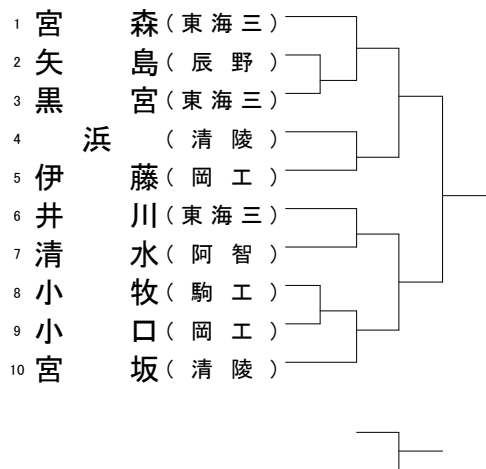 1 宮森(東海三)
2 矢島(辰野)
3 黒宮(東海三)
4 浜(清陵)
5 伊藤(岡工)
6 井川(東海三)
7 清水(阿智)
8 小牧(駒工)
9 小口(岡工)
10 宮坂(清陵)